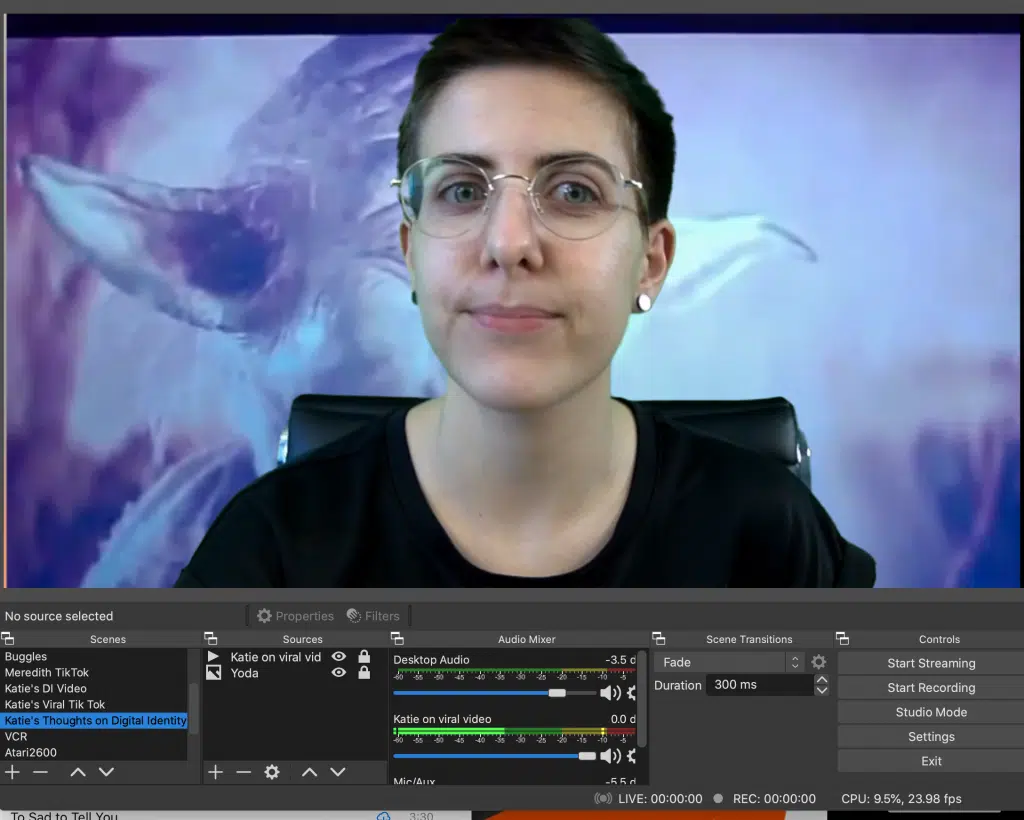 No source selected
Properties
Filters
Scenes
Buggles
Meredith TikTok
Katie's DI Video
Katie's Viral Tik Tok
Katie's Thoughts on Digital Identity
VCR
Atari2600
Sources
Katie on viral vid
Yoda
Audio Mixer
Desktop Audio -3.5 d
-60 -55 -50 -45 -40 -35 -30 -25 -20 -15 -10 -5
Katie on viral video 0.0 d
-60 -55 -50 -45 -40 -35 -30 -25 -20 -15 -10 -5
Mic/Aux -5.5 d
Scene Transitions
Fade
Duration 300 ms
Controls
Start Streaming
Start Recording
Studio Mode
Settings
Exit
LIVE: 00:00:00 REC: 00:00:00 CPU: 9.5%, 23.98 fps
To Sad to Tell You 3:30